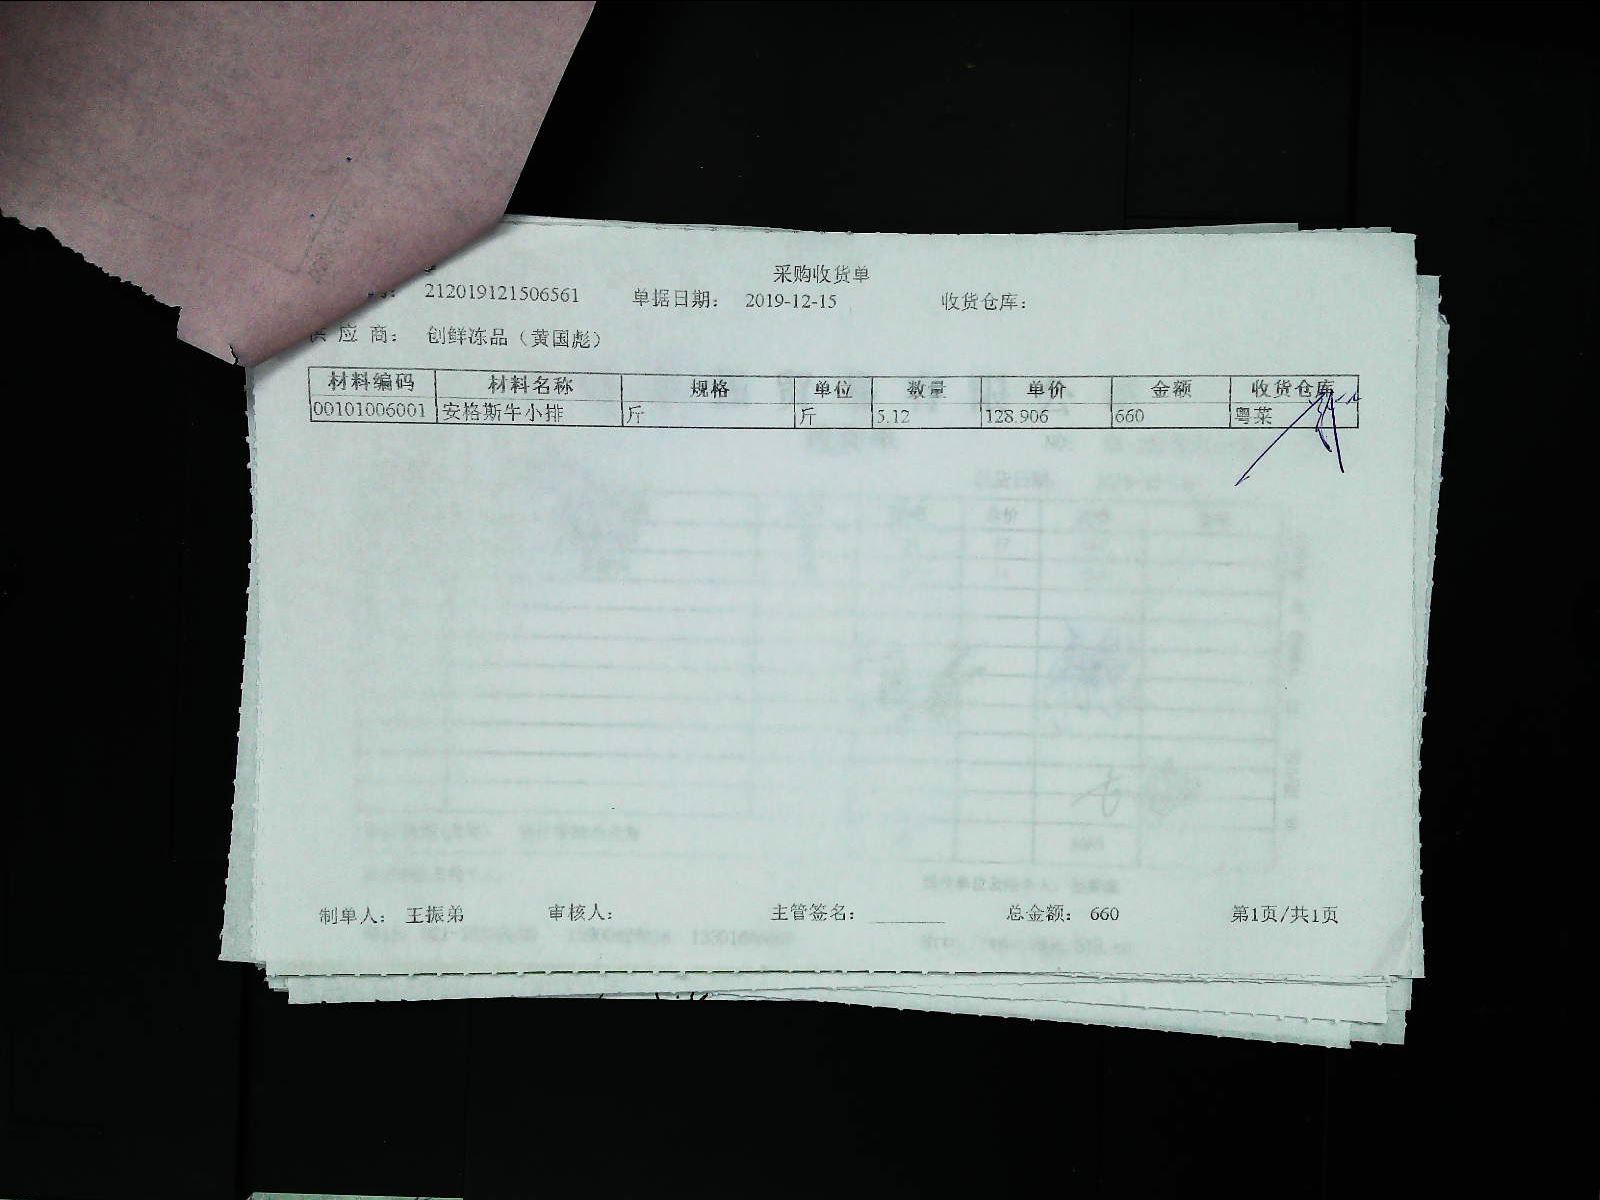 采购收货单
212019121506561 单据日期： 2019-12-15 收货仓库：
应 商： 创鲜冻品（黄国彪）
材料编码 材料名称 规格 单位 数量 单价 金额 收货仓库
00101006001 安格斯牛小排 斤 斤 5.12 128.906 660 粤菜
制单人： 王振弟 审核人： 主管签名： 总金额： 660 第1页/共1页